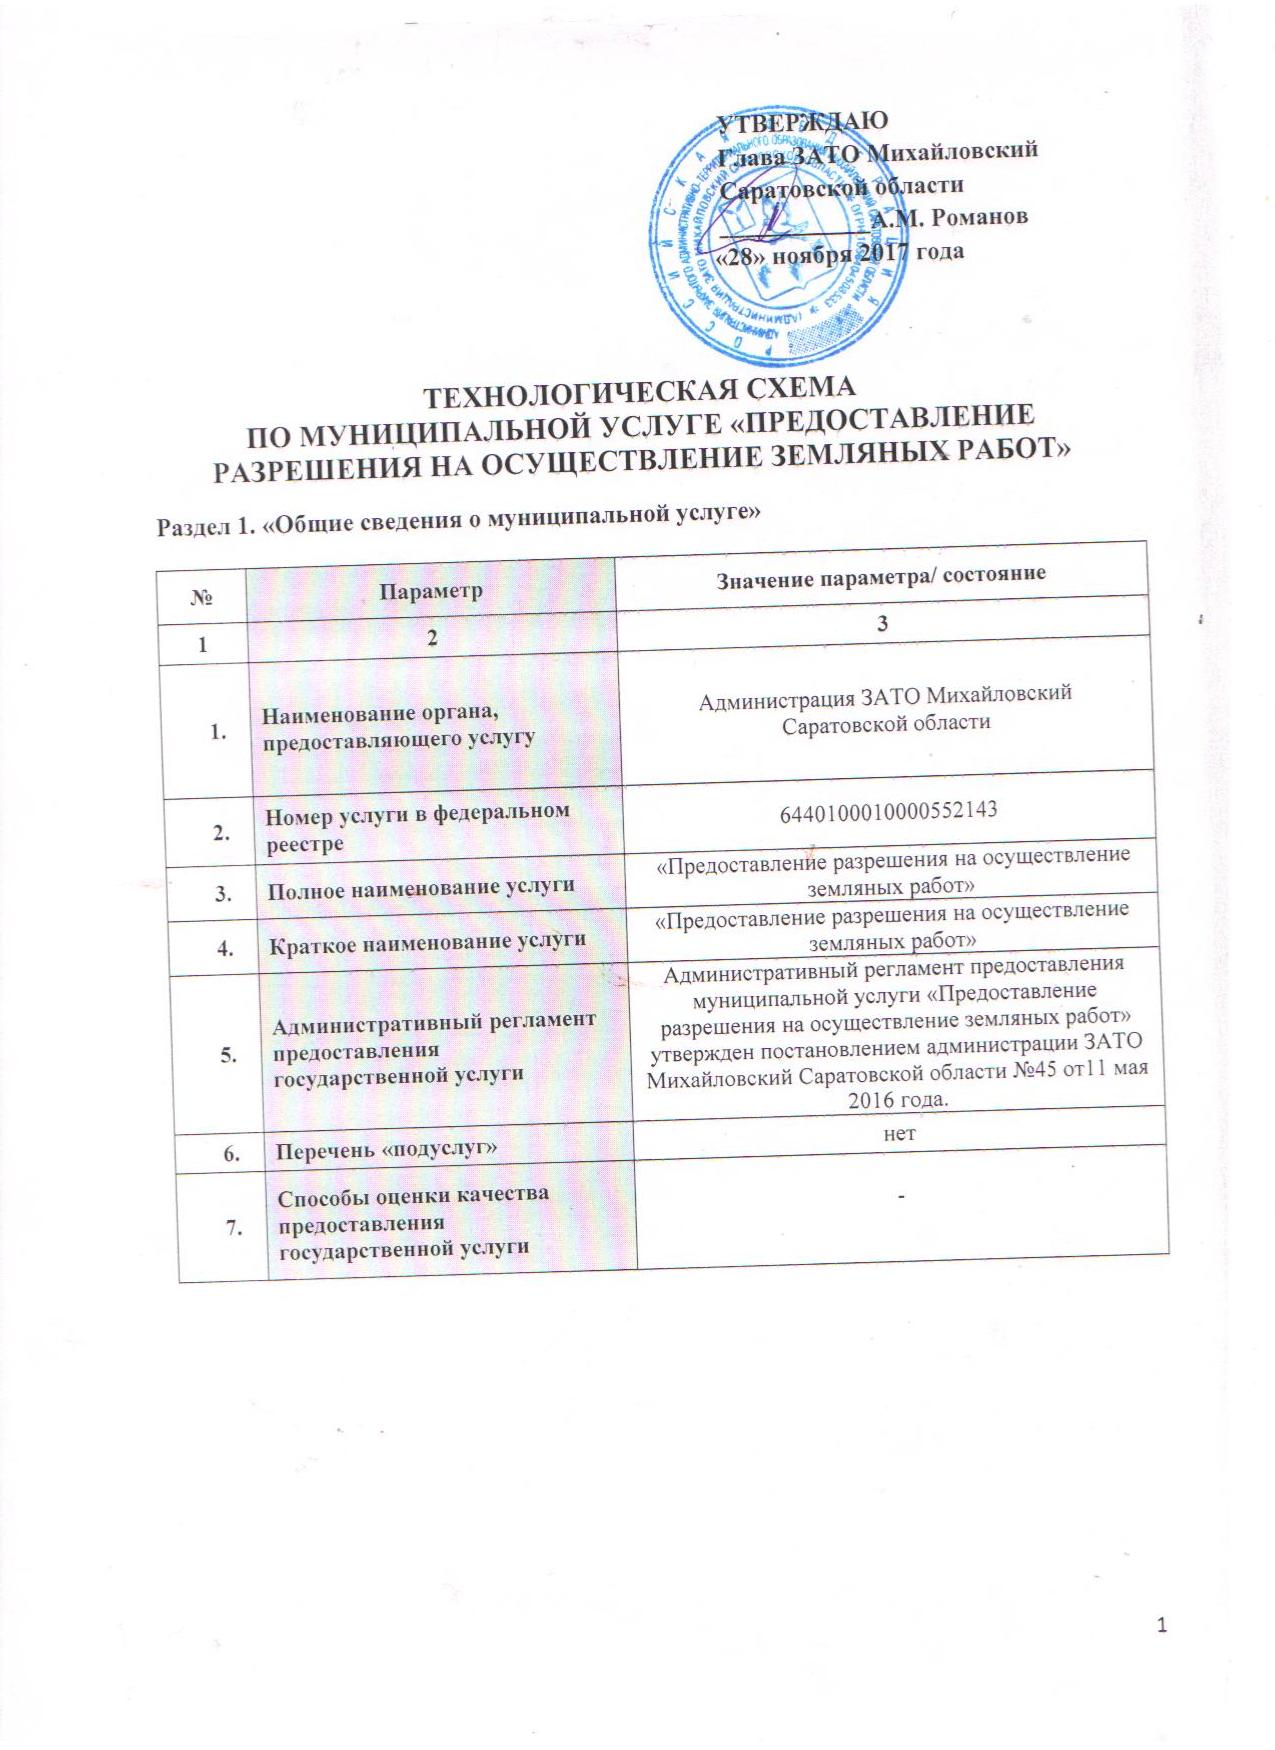 УТВЕРЖДАЮ
Глава ЗАТО Михайловский
Саратовской области
А.М. Романов
«28» ноября 2017 года
ТЕХНОЛОГИЧЕСКАЯ СХЕМА
ПО МУНИЦИПАЛЬНОЙ УСЛУГЕ «ПРЕДОСТАВЛЕНИЕ
РАЗРЕШЕНИЯ НА ОСУЩЕСТВЛЕНИЕ ЗЕМЛЯНЫХ РАБОТ»
Раздел 1. «Общие сведения о муниципальной услуге»
№ Параметр Значение параметра/ состояние
1 2 3
1. Наименование органа,
предоставляющего услугу
Администрация ЗАТО Михайловский
Саратовской области
2. Номер услуги в федеральном
реестре
6440100010000552143
3. Полное наименование услуги
«Предоставление разрешения на осуществление
земляных работ»
4. Краткое наименование услуги
«Предоставление разрешения на осуществление
земляных работ»
5. Административный регламент
предоставления
государственной услуги
Административный регламент предоставления
муниципальной услуги «Предоставление
разрешения на осуществление земляных работ»
утвержден постановлением администрации ЗАТО
Михайловский Саратовской области №45 от11 мая
2016 года.
6. Перечень «подуслуг» нет
7. Способы оценки качества
предоставления
государственной услуги
-
1
РОССИЙСКАЯ ФЕДЕРАЦИЯ